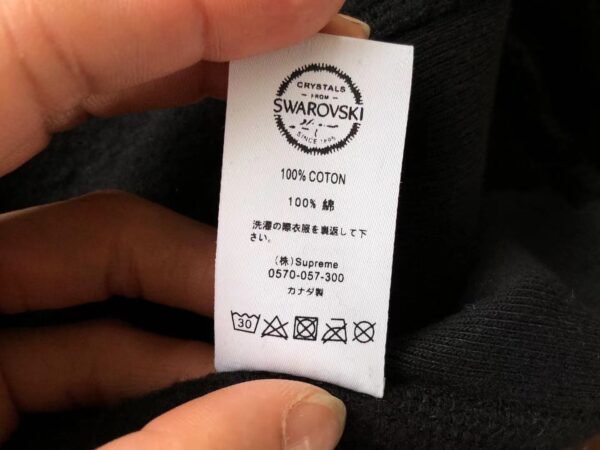 CRYSTALS
FROM
SWAROVSKI
SINCE 1895
100% COTON
100% 綿
洗濯の際衣服を裏返して下
さい。
(株)Supreme
0570-057-300
カナダ製
30